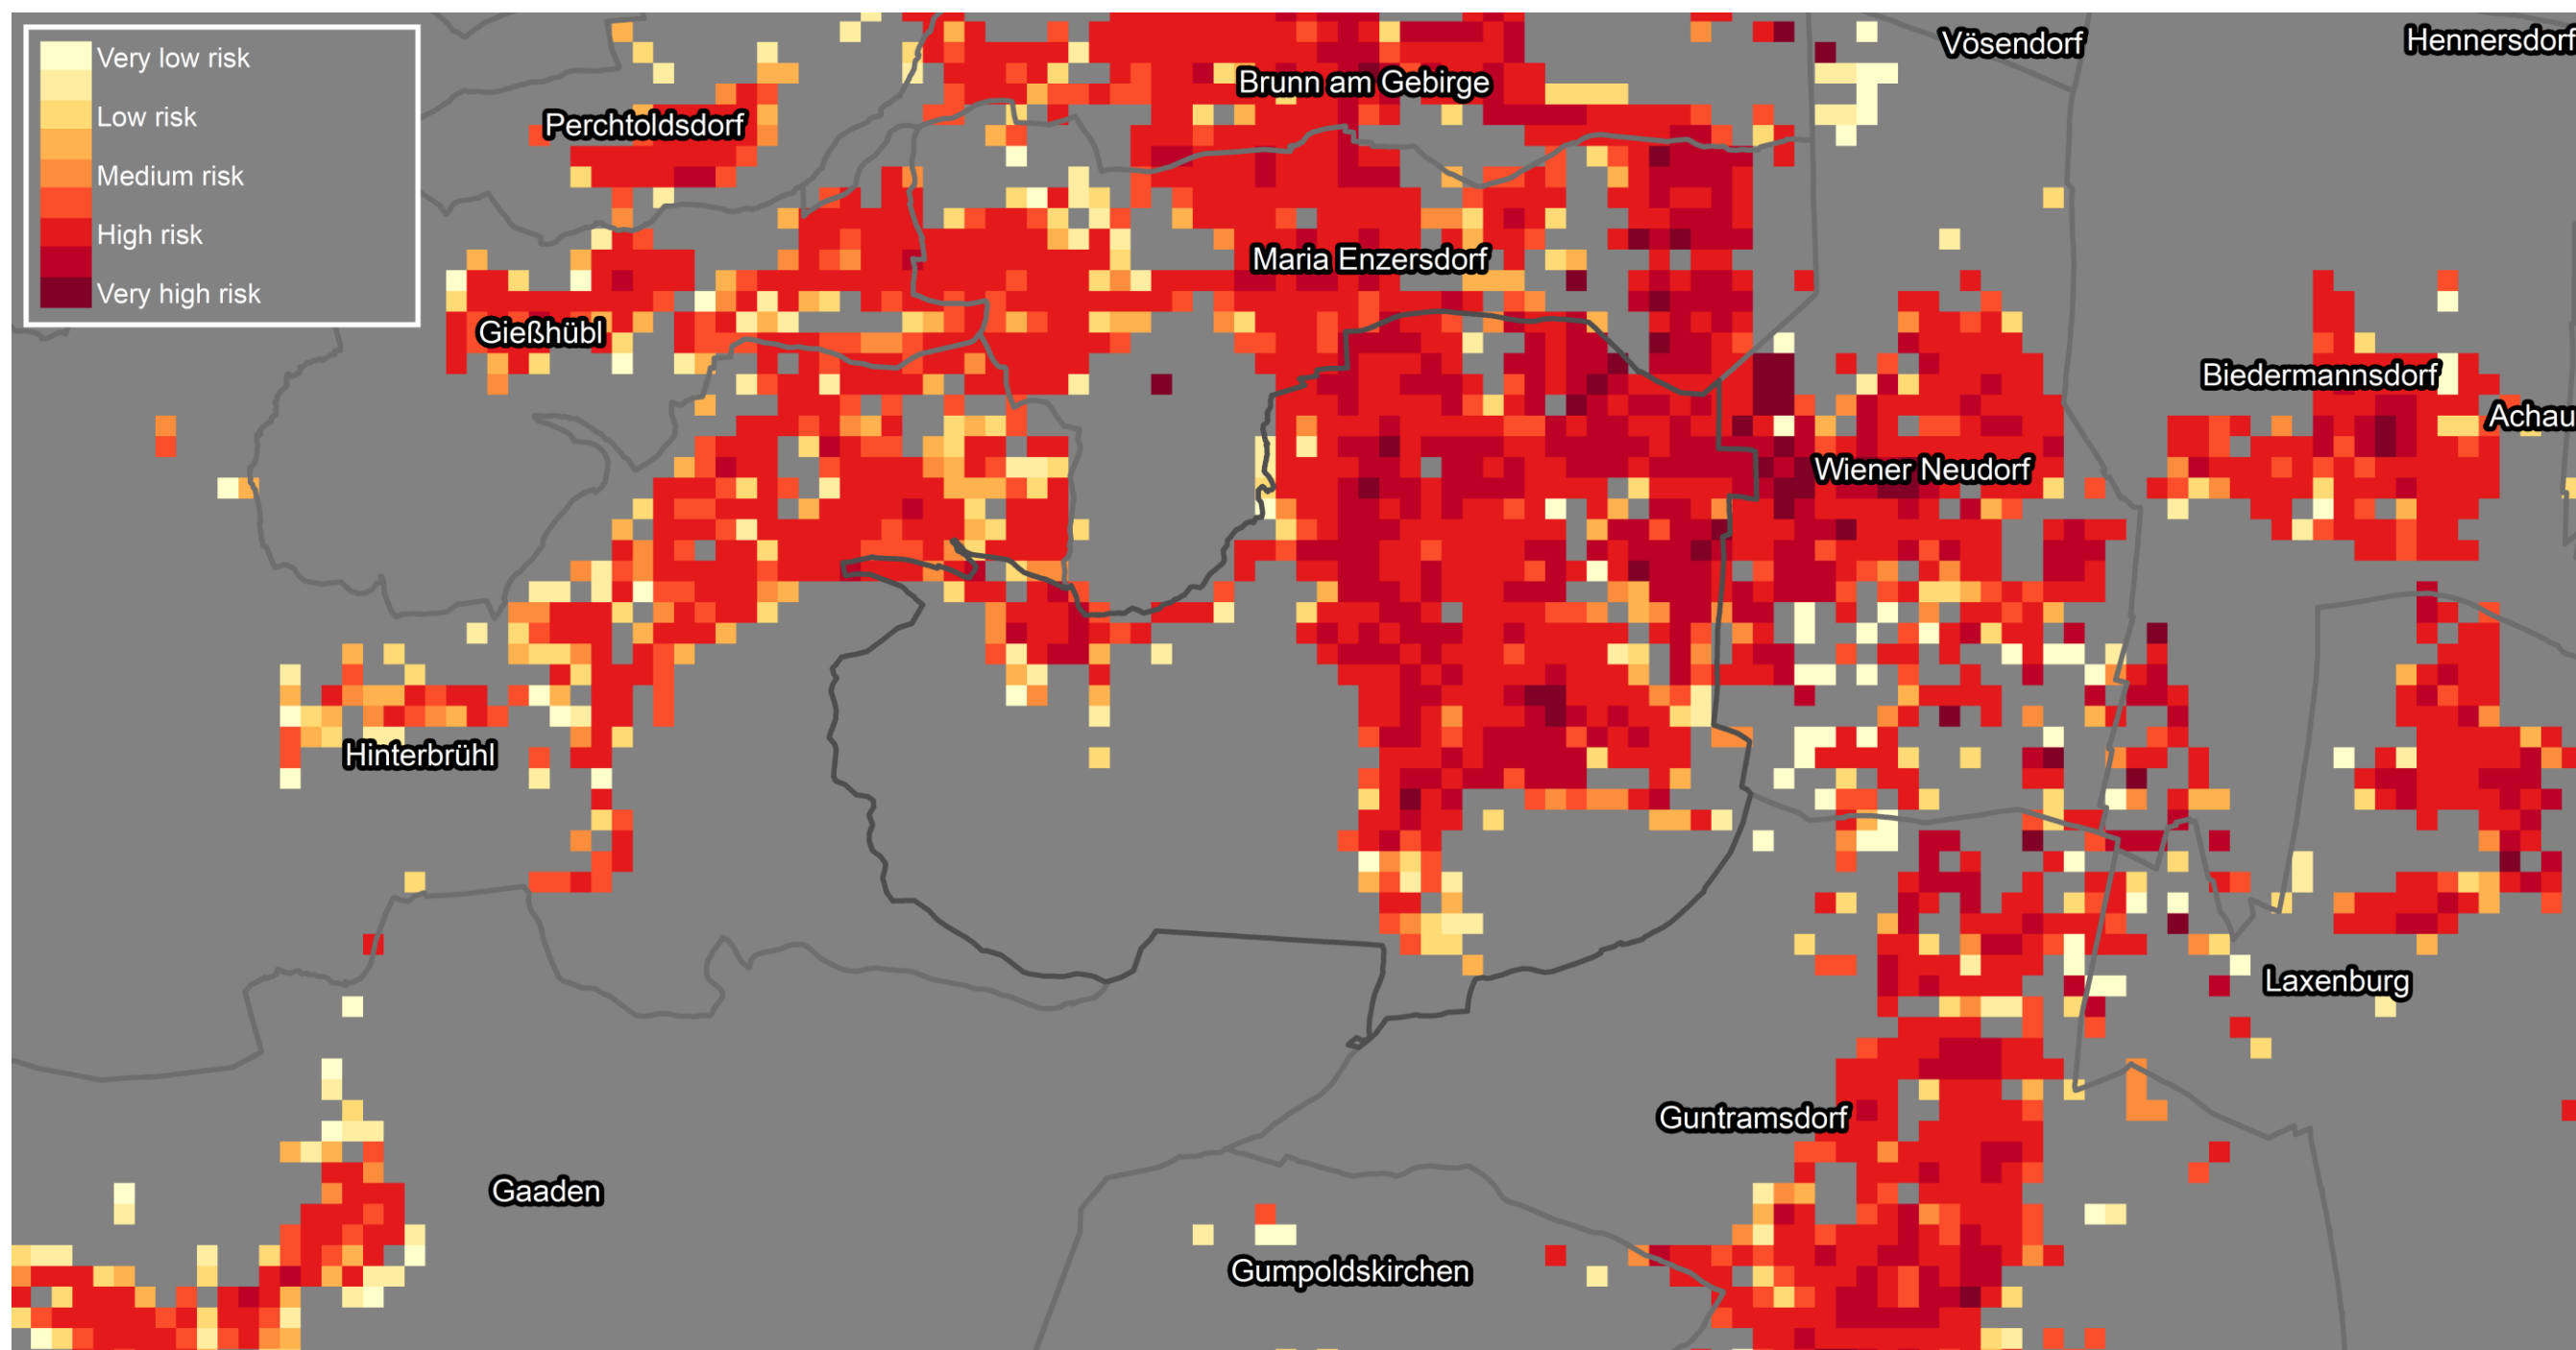 Very low risk
Low risk
Medium risk
High risk
Very high risk
Vösendorf
Hennersdorf
Brunn am Gebirge
Perchtoldsdorf
Maria Enzersdorf
Gießhübl
Biedermannsdorf
Achau
Wiener Neudorf
Hinterbrühl
Laxenburg
Guntramsdorf
Gaaden
Gumpoldskirchen